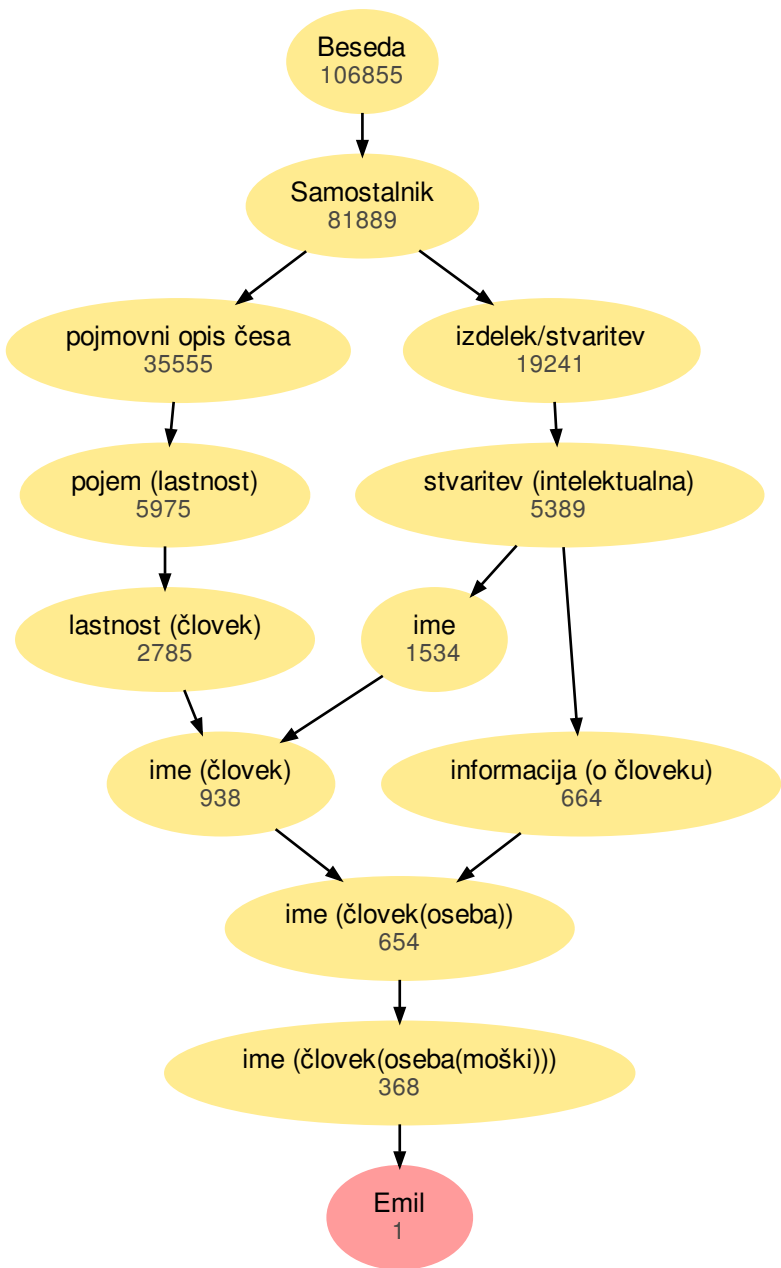 Beseda
106855
Samostalnik
81889
pojmovni opis česa
35555
izdelek/stvaritev
19241
pojem (lastnost)
5975
stvaritev (intelektualna)
5389
lastnost (človek)
2785
ime
1534
ime (človek)
938
informacija (o človeku)
664
ime (človek(oseba))
654
ime (človek(oseba(moški)))
368
Emil
1